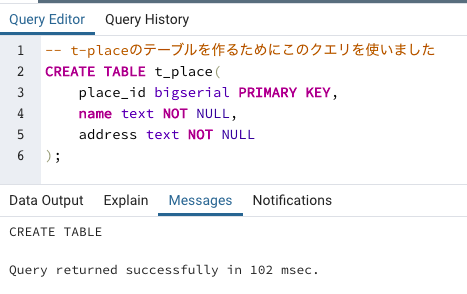 Query Editor Query History
1 -- t-placeのテーブルを作るためにこのクエリを使いました
2 CREATE TABLE t_place(
3 place_id bigserial PRIMARY KEY,
4 name text NOT NULL,
5 address text NOT NULL
6 );
Data Output Explain Messages Notifications
CREATE TABLE
Query returned successfully in 102 msec.